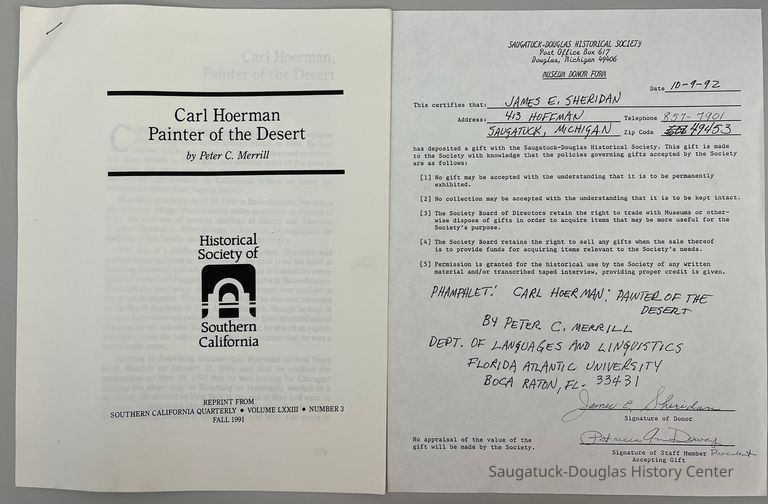 Carl Hoerman,
Painter of the Desert
Carl Hoerman
Painter of the Desert
by Peter C. Merrill
Historical
Society of
Southern
California
REPRINT FROM
SOUTHERN CALIFORNIA QUARTERLY • VOLUME LXXIII • NUMBER 3
FALL 1991
SAUGATUCK-DOUGLAS HISTORICAL SOCIETY
Post Office Box 617
Douglas, Michigan 49406
MUSEUM DONOR FORM
Date 10-9-92
This certifies that: JAMES E. SHERIDAN
Address: 413 HOFFMAN Telephone 857-7901
SAUGATUCK, MICHIGAN Zip Code 49453
has deposited a gift with the Saugatuck-Douglas Historical Society. This gift is made
to the Society with knowledge that the policies governing gifts accepted by the Society
are as follows:
[1] No gift may be accepted with the understanding that it is to be permanently
exhibited.
[2] No collection may be accepted with the understanding that it is to be kept intact.
[3] The Society Board of Directors retain the right to trade with Museums or other-
wise dispose of gifts in order to acquire items that may be more useful for the
Society's purpose.
[4] The Society Board retains the right to sell any gifts when the sale thereof
is to provide funds for acquiring items relevant to the Society's needs.
[5] Permission is granted for the historical use by the Society of any written
material and/or transcribed taped interview, providing proper credit is given.
PHAMPHLET: CARL HOERMAN: PAINTER OF THE
DESERT
BY PETER C. MERRILL
DEPT. OF LANGUAGES AND LINGUISTICS
FLORIDA ATLANTIC UNIVERSITY
BOCA RATON, FL. 33431
James E. Sheridan
Signature of Donor
No appraisal of the value of the
gift will be made by the Society.
Signature of Staff Member President
Accepting Gift
Saugatuck-Douglas History Center